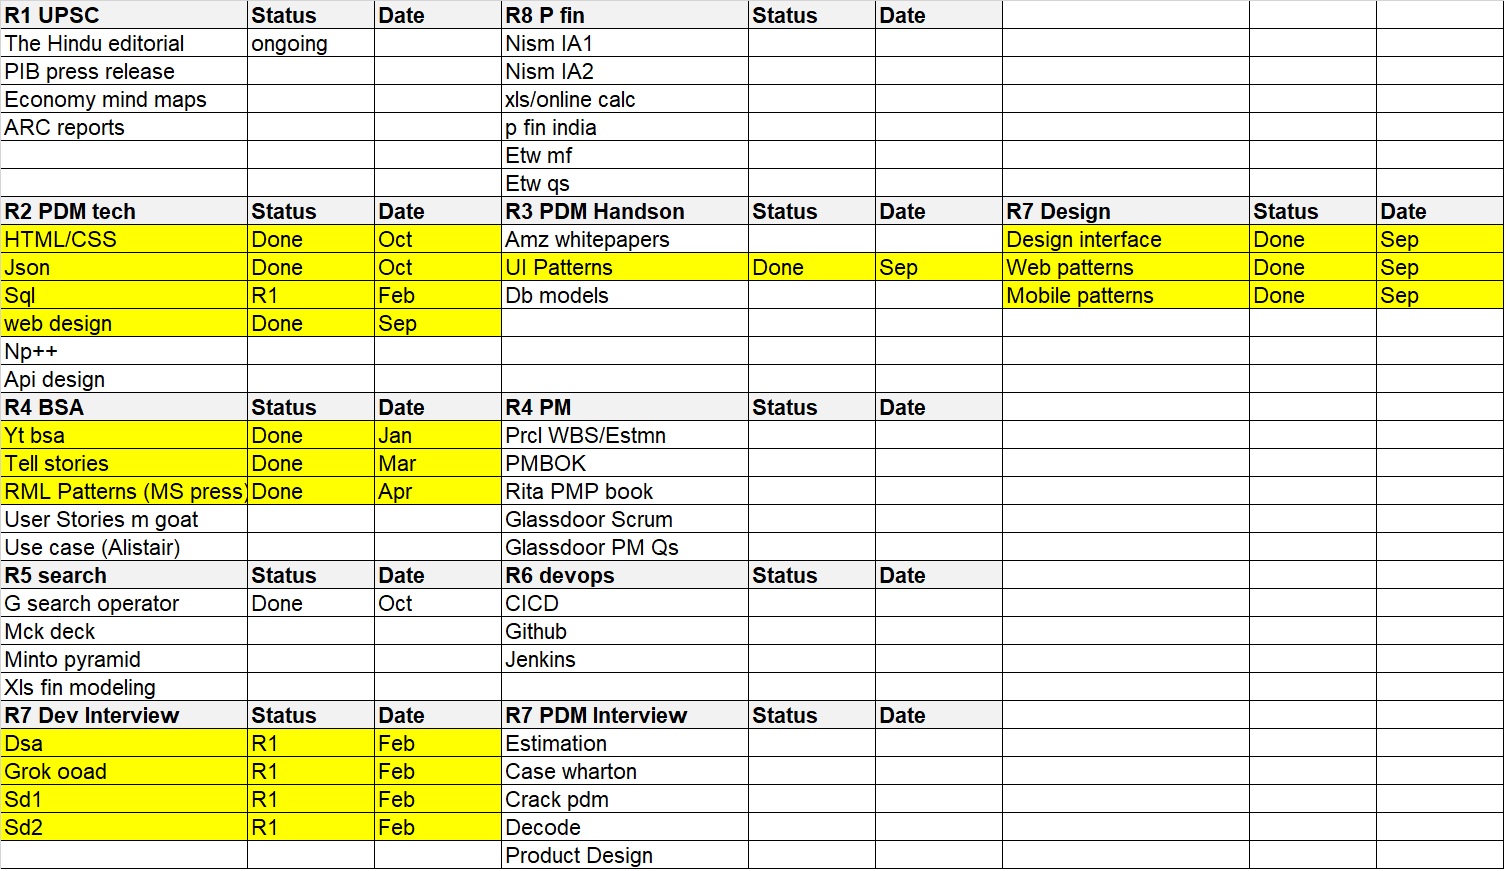 R1 UPSC Status Date R8 P fin Status Date
The Hindu editorial ongoing Nism IA1
PIB press release Nism IA2
Economy mind maps xls/online calc
ARC reports p fin india
Etw mf
Etw qs
R2 PDM tech Status Date R3 PDM Handson Status Date R7 Design Status Date
HTML/CSS Done Oct Amz whitepapers Design interface Done Sep
Json Done Oct UI Patterns Done Sep Web patterns Done Sep
Sql R1 Feb Db models Mobile patterns Done Sep
web design Done Sep
Np++
Api design
R4 BSA Status Date R4 PM Status Date
Yt bsa Done Jan Prcl WBS/Estmn
Tell stories Done Mar PMBOK
RML Patterns (MS press) Done Apr Rita PMP book
User Stories m goat Glassdoor Scrum
Use case (Alistair) Glassdoor PM Qs
R5 search Status Date R6 devops Status Date
G search operator Done Oct CICD
Mck deck Github
Minto pyramid Jenkins
Xls fin modeling
R7 Dev Interview Status Date R7 PDM Interview Status Date
Dsa R1 Feb Estimation
Grok ooad R1 Feb Case wharton
Sd1 R1 Feb Crack pdm
Sd2 R1 Feb Decode
Product Design